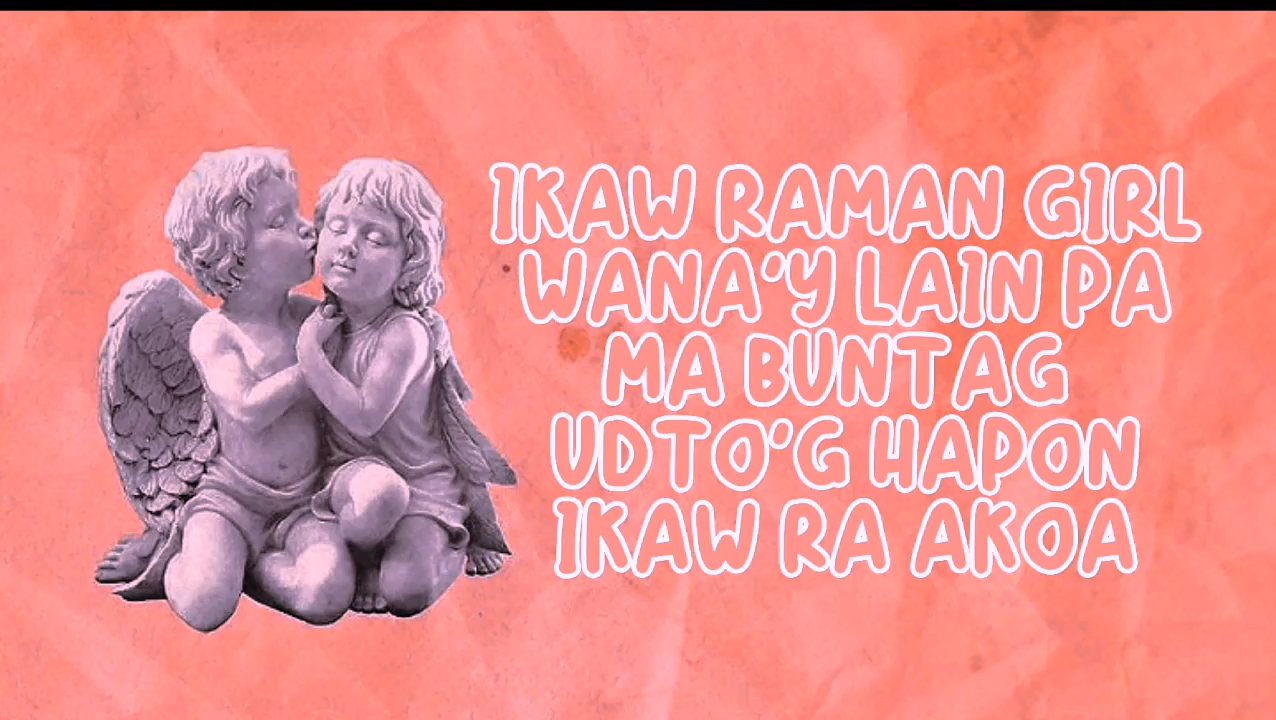 IKAW RAMAN GIRL
WANA'Y LAIN PA
MA BUNTAG
UDTO'G HAPON
IKAW RA AKOA